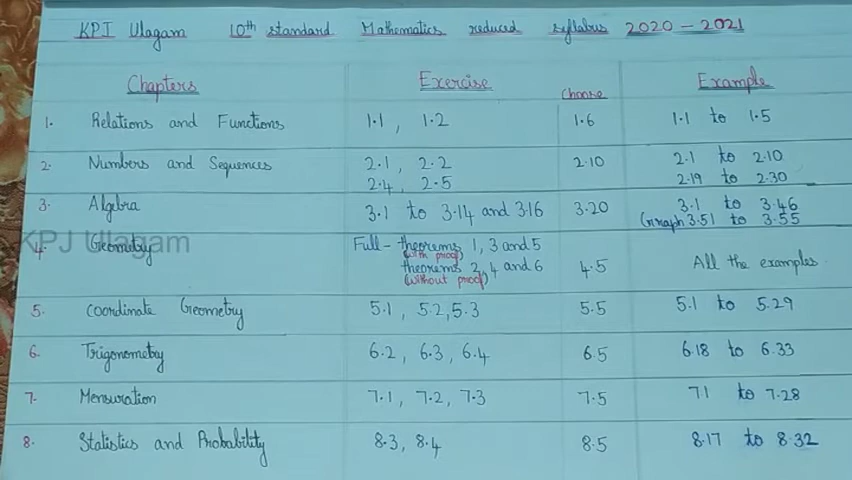 KPJ Ulagam 10th standard Mathematics reduced syllabus 2020 - 2021
Chapters Exercise Choose Example
1. Relations and Functions 1.1, 1.2 1.6 1.1 to 1.5
2. Numbers and Sequences 2.1, 2.2 2.10 2.1 to 2.10
2.4, 2.5 2.19 to 2.30
3. Algebra 3.1 to 3.14 and 3.16 3.20 3.1 to 3.46
Graph 3.51 to 3.55
KPJ Ulagam
4. Geometry Full - theorems 1, 3 and 5 4.5 All the examples.
(with proof)
theorems 2, 4 and 6
(without proof)
5. Coordinate Geometry 5.1, 5.2, 5.3 5.5 5.1 to 5.29
6. Trigonometry 6.2, 6.3, 6.4 6.5 6.18 to 6.33
7. Mensuration 7.1, 7.2, 7.3 7.5 7.1 to 7.28
8. Statistics and Probability 8.3, 8.4 8.5 8.17 to 8.32